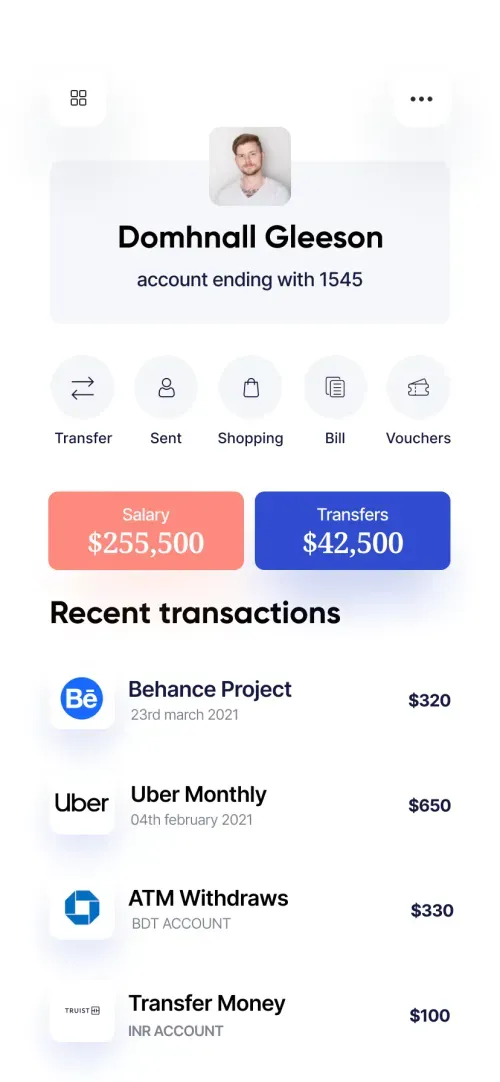 Domhnall Gleeson
account ending with 1545
Transfer Sent Shopping Bill Vouchers
Salary Transfers
$255,500 $42,500
Recent transactions
Bē Behance Project $320
23rd march 2021
Uber Uber Monthly $650
04th february 2021
ATM Withdraws $330
BDT ACCOUNT
TRUIST Transfer Money $100
INR ACCOUNT